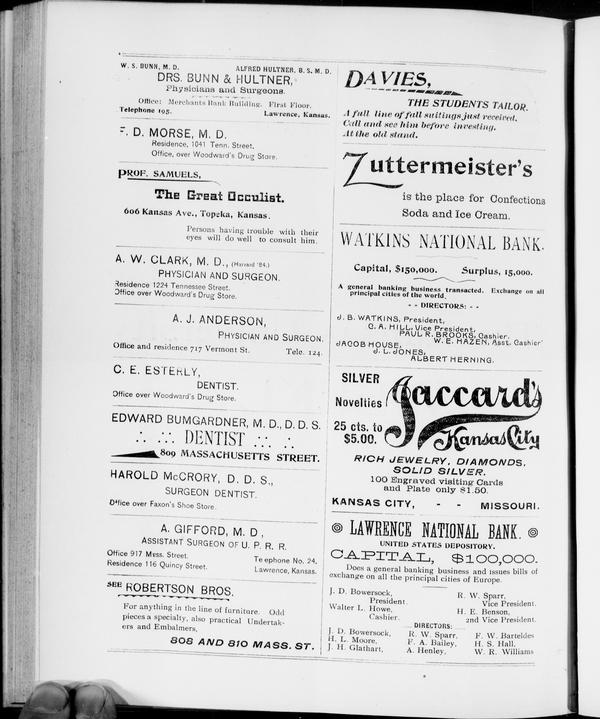 W. S. BUNN, M. D. ALFRED HULTNER, B. S. M. D.
DRS. BUNN & HULTNER,
Physicians and Surgeons.
Office: Merchants Bank Building. First Floor.
Telephone 195. Lawrence, Kansas.
F. D. MORSE, M. D.
Residence, 1041 Tenn. Street.
Office, over Woodward's Drug Store.
PROF. SAMUELS,
The Great Occulist.
606 Kansas Ave., Topeka, Kansas.
Persons having trouble with their
eyes will do well to consult him.
A. W. CLARK, M. D., (Harvard '84.)
PHYSICIAN AND SURGEON.
Residence 1224 Tennessee Street.
Office over Woodward's Drug Store.
A. J. ANDERSON,
PHYSICIAN AND SURGEON.
Office and residence 717 Vermont St. Tele. 124.
C. E. ESTERLY,
DENTIST.
Office over Woodward's Drug Store.
EDWARD BUMGARDNER, M. D., D. D. S.
DENTIST
809 MASSACHUSETTS STREET.
HAROLD McCRORY, D. D. S.,
SURGEON DENTIST.
Office over Faxon's Shoe Store.
A. GIFFORD, M. D,
ASSISTANT SURGEON OF U. P. R. R.
Office 917 Mass. Street. Te ephone No. 24.
Residence 116 Quincy Street. Lawrence, Kansas.
SEE ROBERTSON BROS.
For anything in the line of furniture. Odd
pieces a specialty, also practical Undertak-
ers and Embalmers.
808 AND 810 MASS. ST.
DAVIES,
THE STUDENTS TAILOR.
A full line of fall suitings just received.
Call and see him before investing.
At the old stand.
Zuttermeister's
is the place for Confections
Soda and Ice Cream.
WATKINS NATIONAL BANK.
Capital, $150,000. Surplus, 15,000.
A general banking business transacted. Exchange on all
principal cities of the world.
- - DIRECTORS: - -
J. B. WATKINS, President,
C. A. HILL, Vice President,
PAUL R. BROOKS, Cashier.
W. E. HAZEN, Asst. Cashier
JACOB HOUSE,
J. L. JONES,
ALBERT HERNING.
SILVER
Novelties
25 cts. to
$5.00.
Jaccard's
Kansas City
RICH JEWELRY, DIAMONDS,
SOLID SILVER.
100 Engraved visiting Cards
and Plate only $1.50.
KANSAS CITY, - - MISSOURI.
LAWRENCE NATIONAL BANK.
UNITED STATES DEPOSITORY.
CAPITAL, $100,000.
Does a general banking business and issues bills of
exchange on all the principal cities of Europe.
J. D. Bowersock, R. W. Sparr,
President. Vice President.
Walter L. Howe, H. E. Benson,
Cashier. 2nd Vice President.
DIRECTORS:
J. D. Bowersock, R. W. Sparr, F. W. Barteldes
H. L. Moore, F. A. Bailey, H. S. Hall,
J. H. Glathart, A. Henley, W. R. Williams